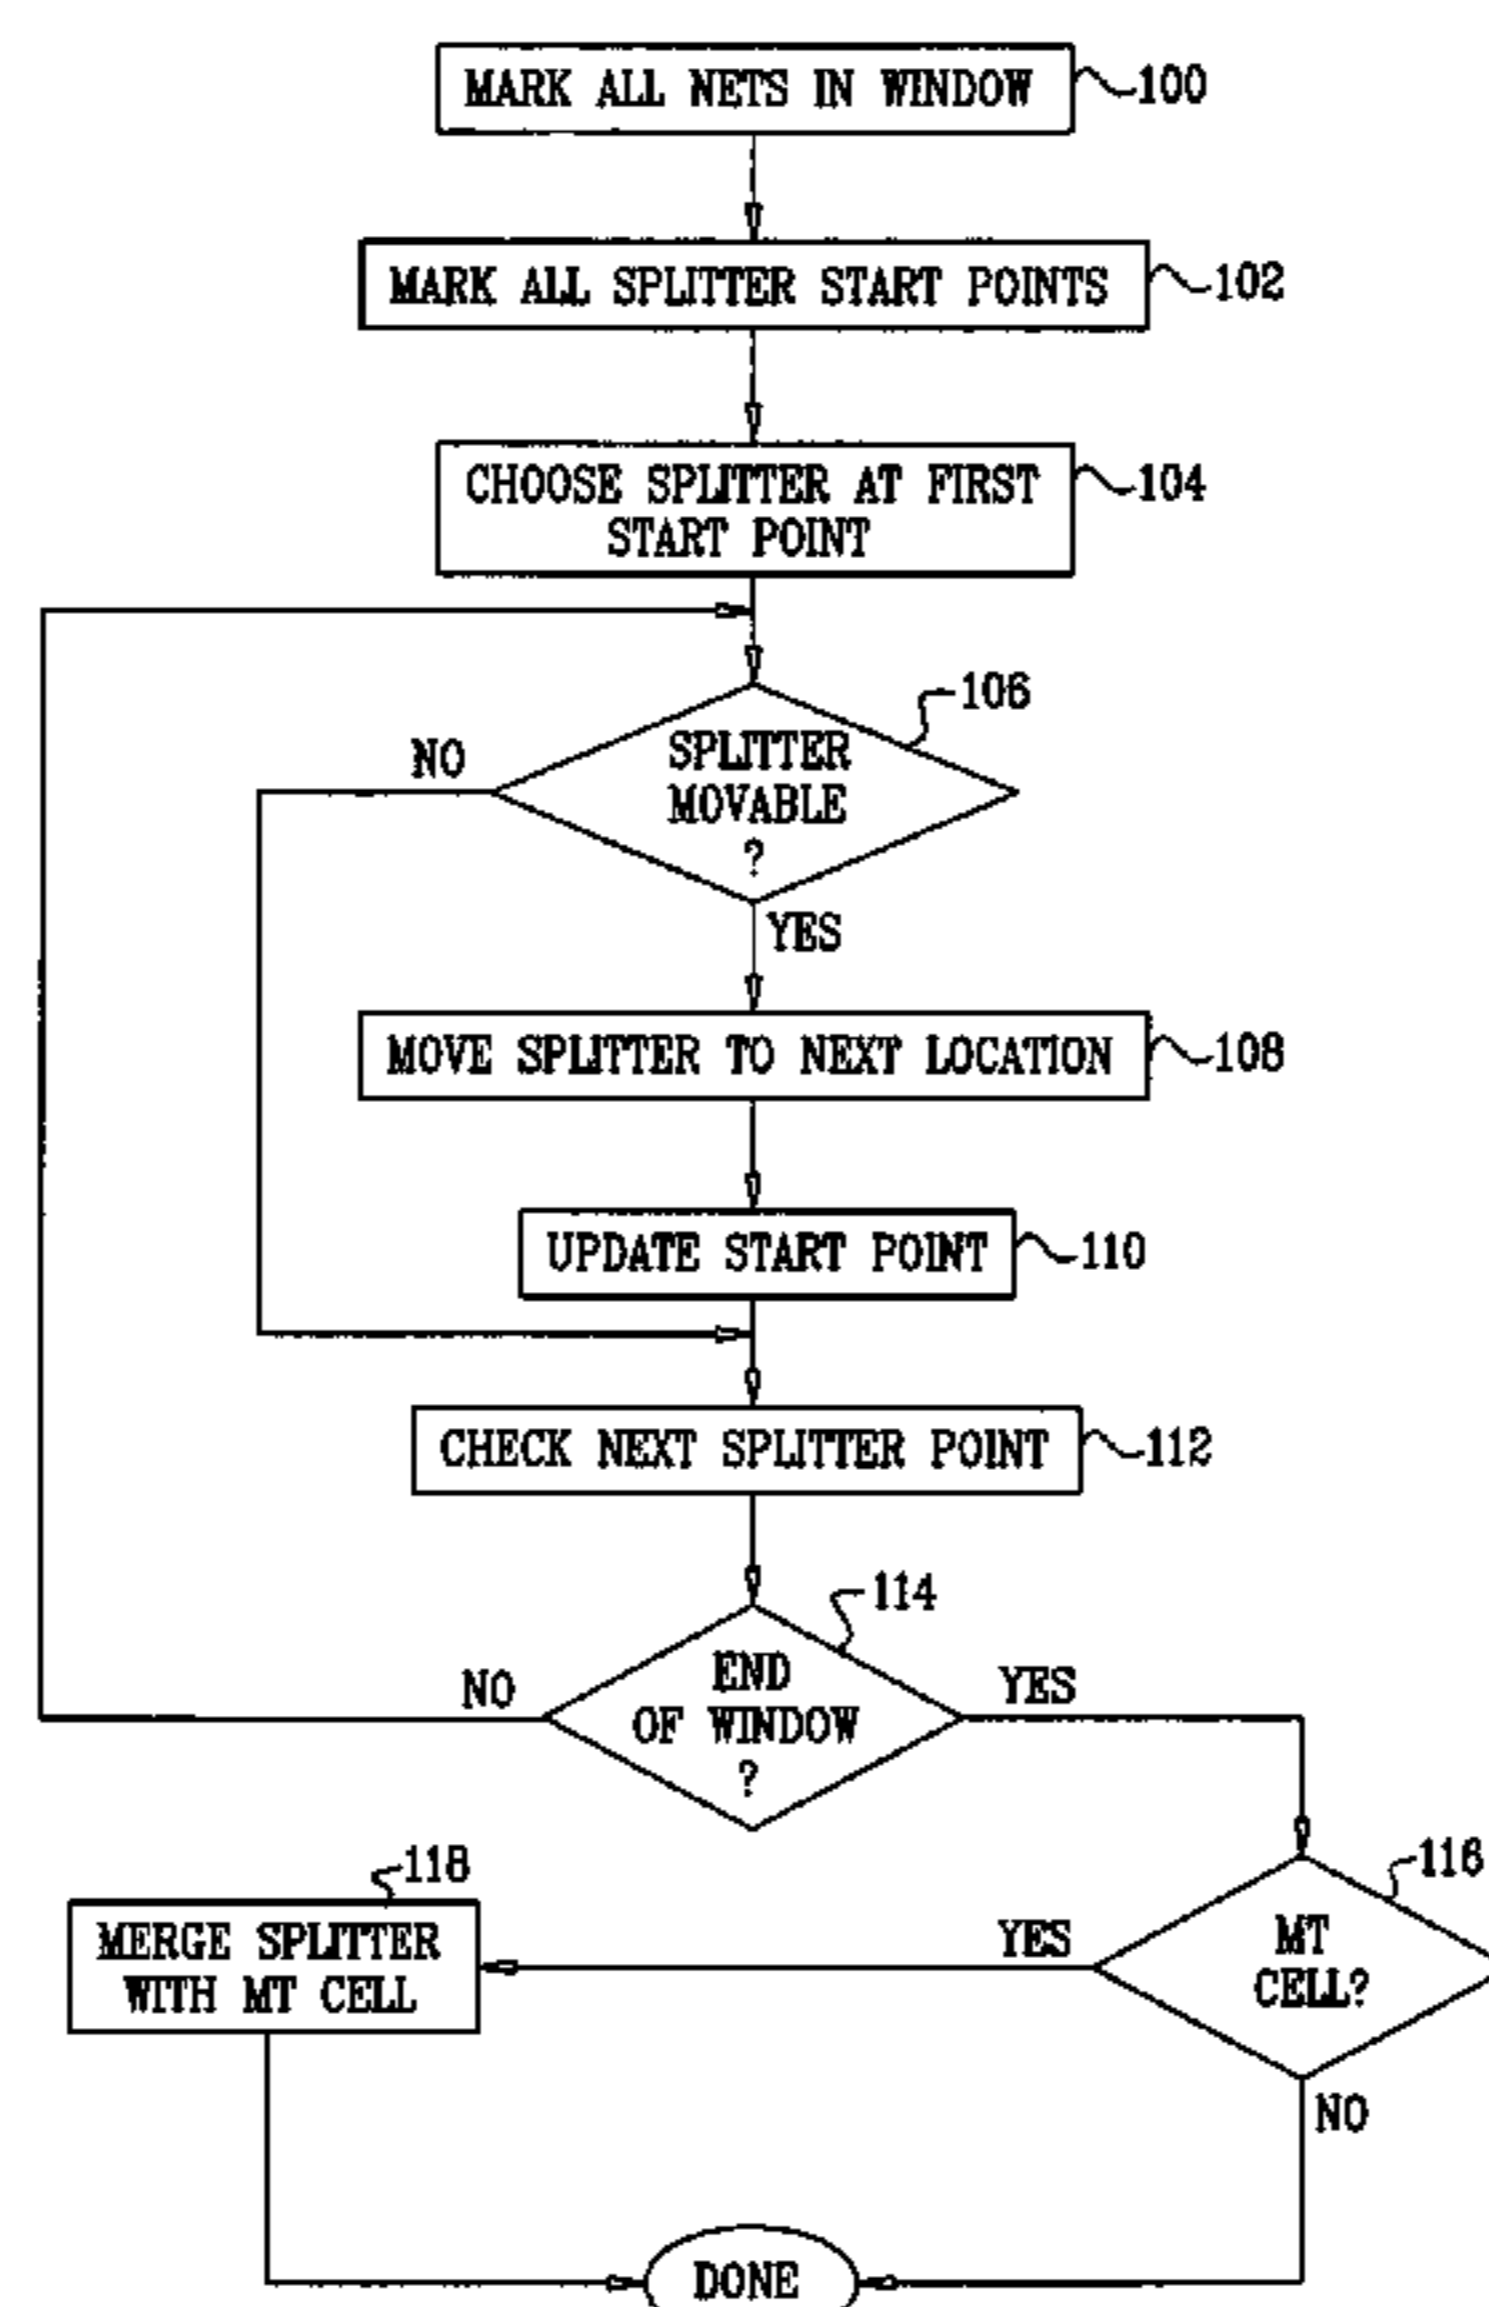 MARK ALL NETS IN WINDOW
100
MARK ALL SPLITTER START POINTS
102
CHOOSE SPLITTER AT FIRST
START POINT
104
106
SPLITTER
MOVABLE
?
NO
YES
MOVE SPLITTER TO NEXT LOCATION
108
UPDATE START POINT
110
CHECK NEXT SPLITTER POINT
112
114
END
OF WINDOW
?
NO
YES
118
MERGE SPLITTER
WITH MT CELL
116
MT
CELL?
YES
NO
DONE